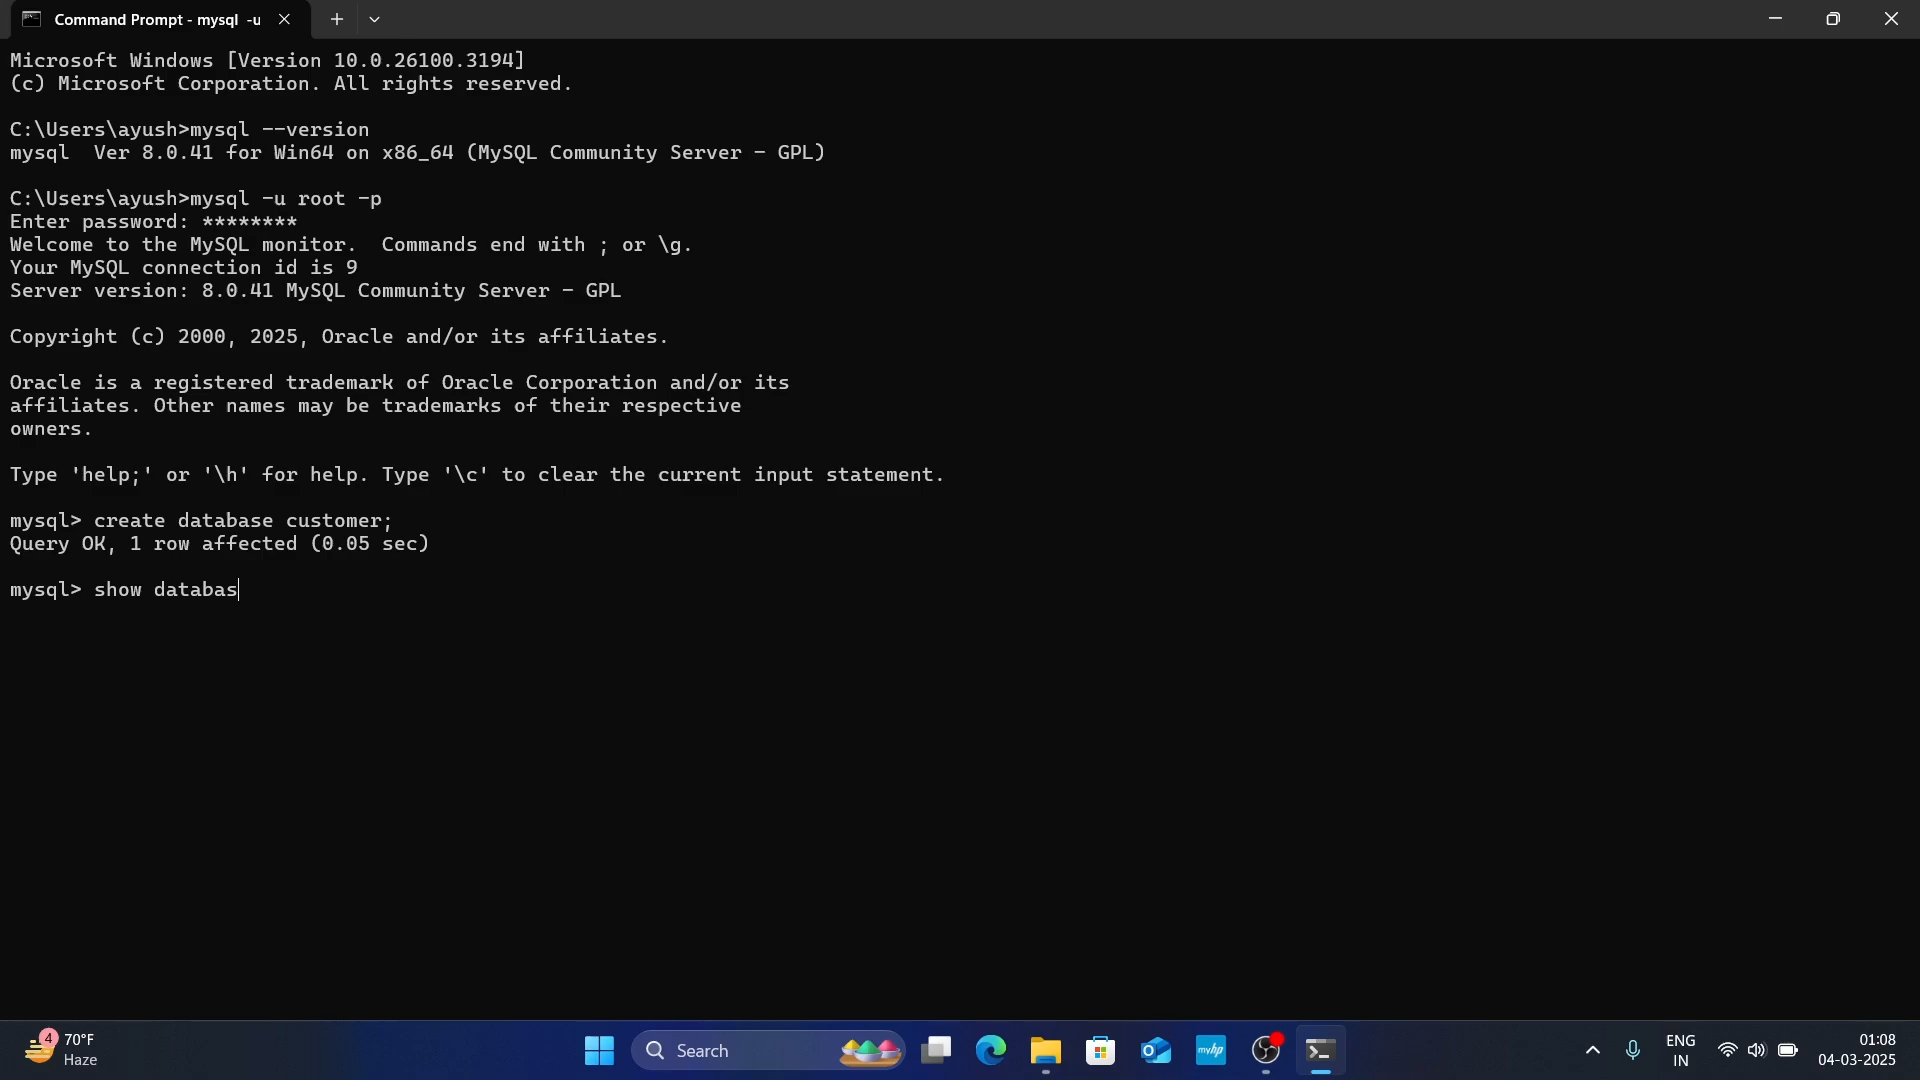 Command Prompt - mysql -u
Microsoft Windows [Version 10.0.26100.3194]
(c) Microsoft Corporation. All rights reserved.
C:\Users\ayush>mysql --version
mysql  Ver 8.0.41 for Win64 on x86_64 (MySQL Community Server - GPL)
C:\Users\ayush>mysql -u root -p
Enter password: ********
Welcome to the MySQL monitor.  Commands end with ; or \g.
Your MySQL connection id is 9
Server version: 8.0.41 MySQL Community Server - GPL
Copyright (c) 2000, 2025, Oracle and/or its affiliates.
Oracle is a registered trademark of Oracle Corporation and/or its
affiliates. Other names may be trademarks of their respective
owners.
Type 'help;' or '\h' for help. Type '\c' to clear the current input statement.
mysql> create database customer;
Query OK, 1 row affected (0.05 sec)
mysql> show databas
4
70°F
Haze
Search
myhp
ENG
IN
01:08
04-03-2025